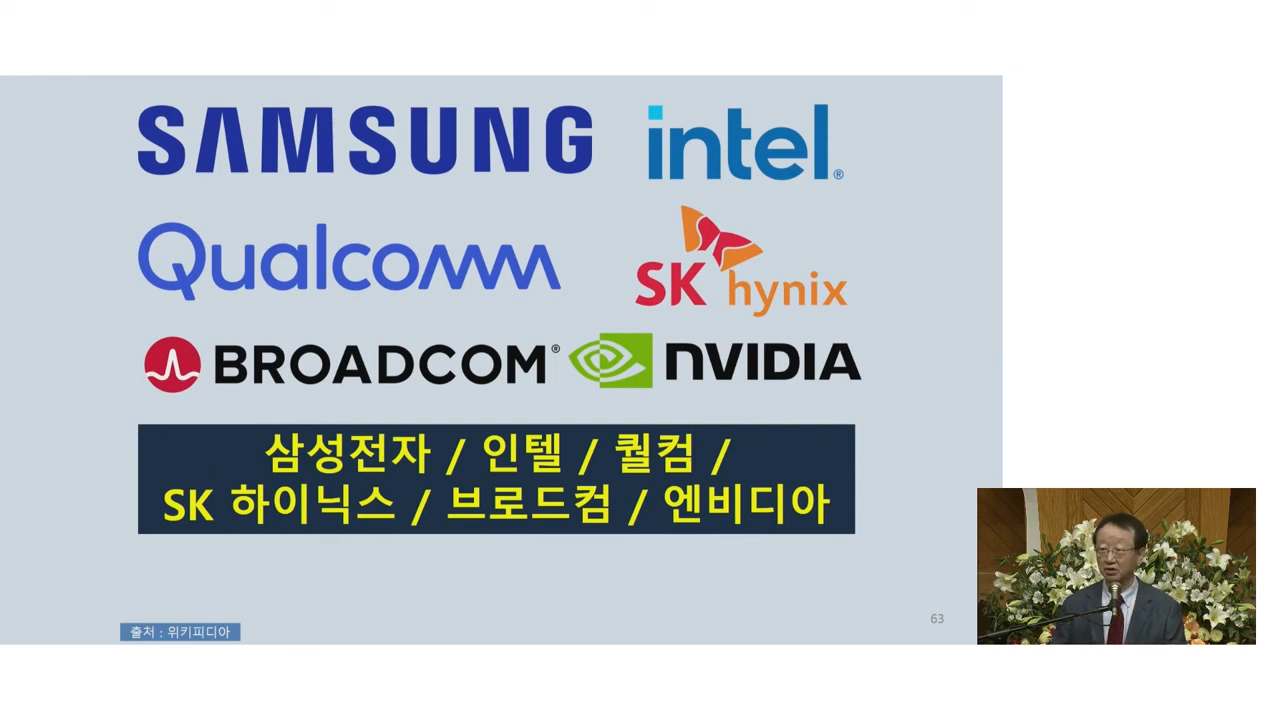 SAMSUNG
intel®
Qualcomm
SK hynix
BROADCOM®
NVIDIA
삼성전자 / 인텔 / 퀄컴 /
SK 하이닉스 / 브로드컴 / 엔비디아
출처 : 위키피디아
63